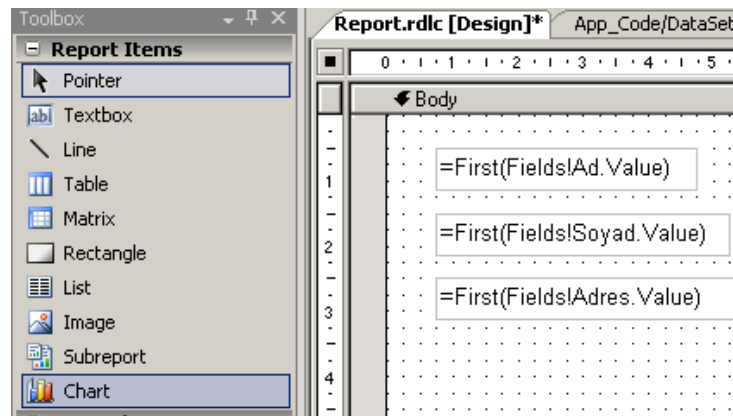 Toolbox
Report Items
Pointer
abl Textbox
Line
Table
Matrix
Rectangle
List
Image
Subreport
Chart
Report.rdlc [Design]*
App_Code/DataSet
0 1 2 3 4 5
Body
1
2
3
4
=First(Fields!Ad.Value)
=First(Fields!Soyad.Value)
=First(Fields!Adres.Value)